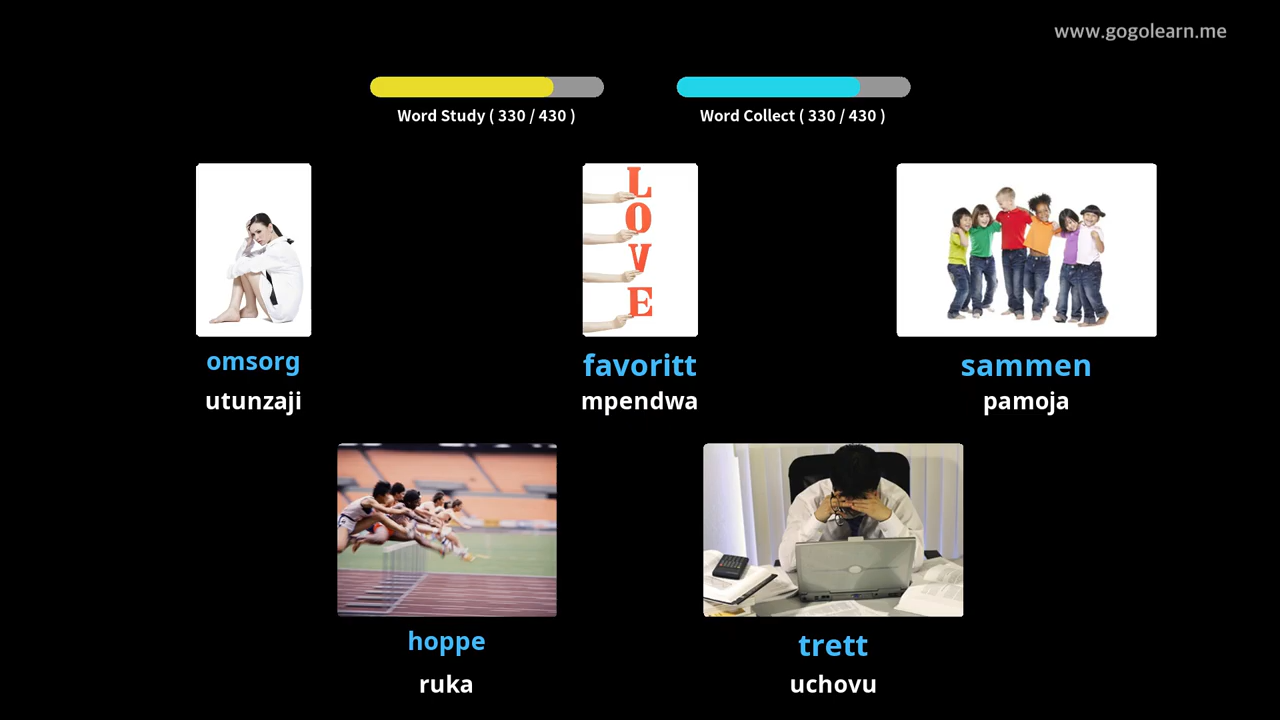 www.gogolearn.me
Word Study ( 330 / 430 )
Word Collect ( 330 / 430 )
L
O
V
E
omsorg
utunzaji
favoritt
mpendwa
sammen
pamoja
hoppe
ruka
trett
uchovu